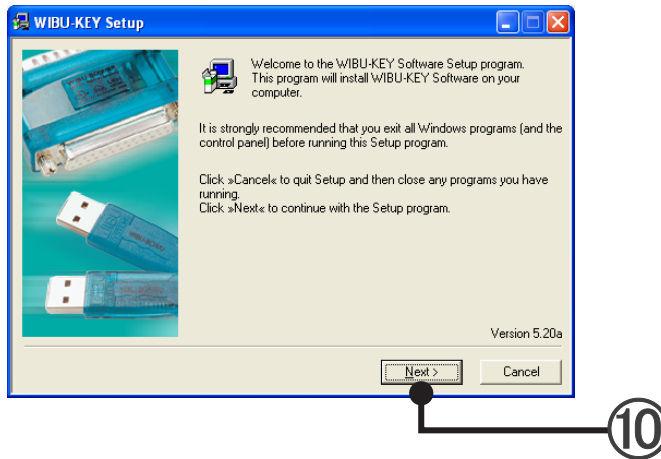 WIBU-KEY Setup
Welcome to the WIBU-KEY Software Setup program.
This program will install WIBU-KEY Software on your
computer.
It is strongly recommended that you exit all Windows programs (and the
control panel) before running this Setup program.
Click »Cancel« to quit Setup and then close any programs you have
running.
Click »Next« to continue with the Setup program.
Version 5.20a
Next >
Cancel
⑩